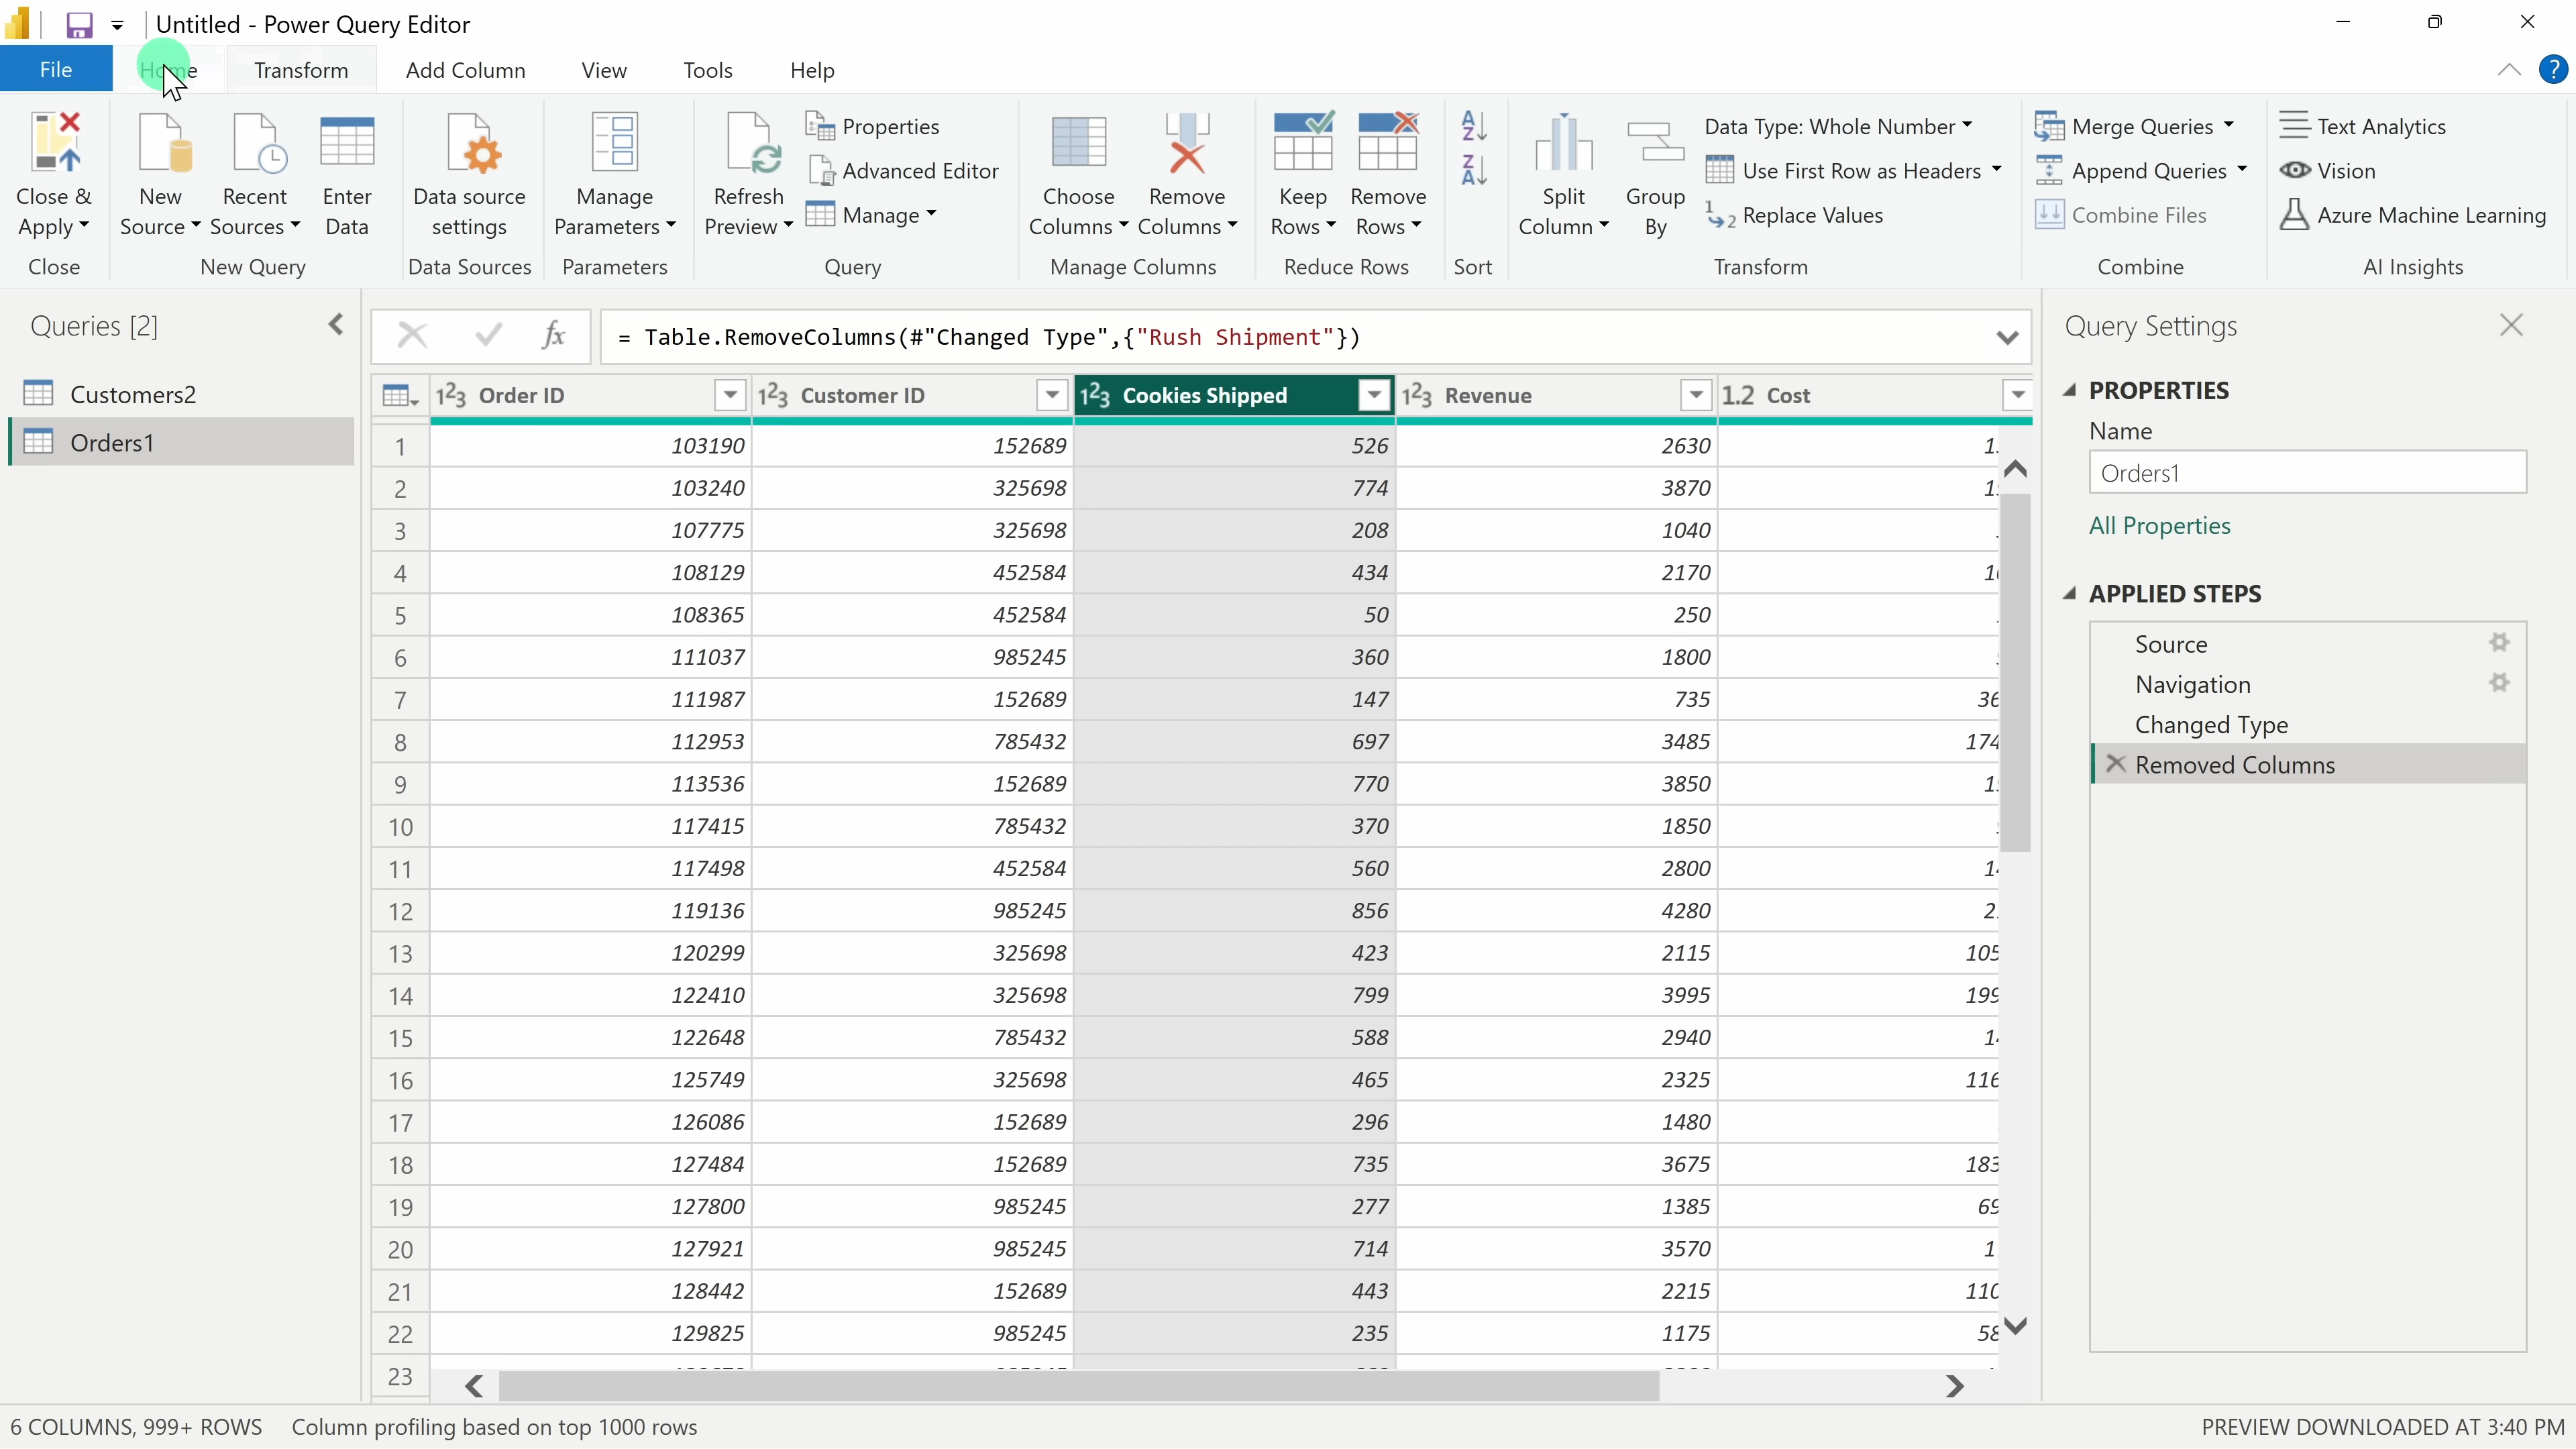 Untitled - Power Query Editor
File Home Transform Add Column View Tools Help
Close & Apply
New Source
Recent Sources
Enter Data
Data source settings
Manage Parameters
Refresh Preview
Properties
Advanced Editor
Manage
Choose Columns
Remove Columns
Keep Rows
Remove Rows
Split Column
Group By
Data Type: Whole Number
Use First Row as Headers
Replace Values
Merge Queries
Append Queries
Combine Files
Text Analytics
Vision
Azure Machine Learning
Close New Query Data Sources Parameters Query Manage Columns Reduce Rows Sort Transform Combine AI Insights
Queries [2]
Customers2
Orders1
fx = Table.RemoveColumns(#"Changed Type",{"Rush Shipment"})
123 Order ID 123 Customer ID 123 Cookies Shipped 123 Revenue 1.2 Cost
1 103190 152689 526 2630
2 103240 325698 774 3870
3 107775 325698 208 1040
4 108129 452584 434 2170
5 108365 452584 50 250
6 111037 985245 360 1800
7 111987 152689 147 735
8 112953 785432 697 3485
9 113536 152689 770 3850
10 117415 785432 370 1850
11 117498 452584 560 2800
12 119136 985245 856 4280
13 120299 325698 423 2115
14 122410 325698 799 3995
15 122648 785432 588 2940
16 125749 325698 465 2325
17 126086 152689 296 1480
18 127484 152689 735 3675
19 127800 985245 277 1385
20 127921 985245 714 3570
21 128442 152689 443 2215
22 129825 985245 235 1175
23
Query Settings
PROPERTIES
Name
Orders1
All Properties
APPLIED STEPS
Source
Navigation
Changed Type
Removed Columns
6 COLUMNS, 999+ ROWS Column profiling based on top 1000 rows
PREVIEW DOWNLOADED AT 3:40 PM